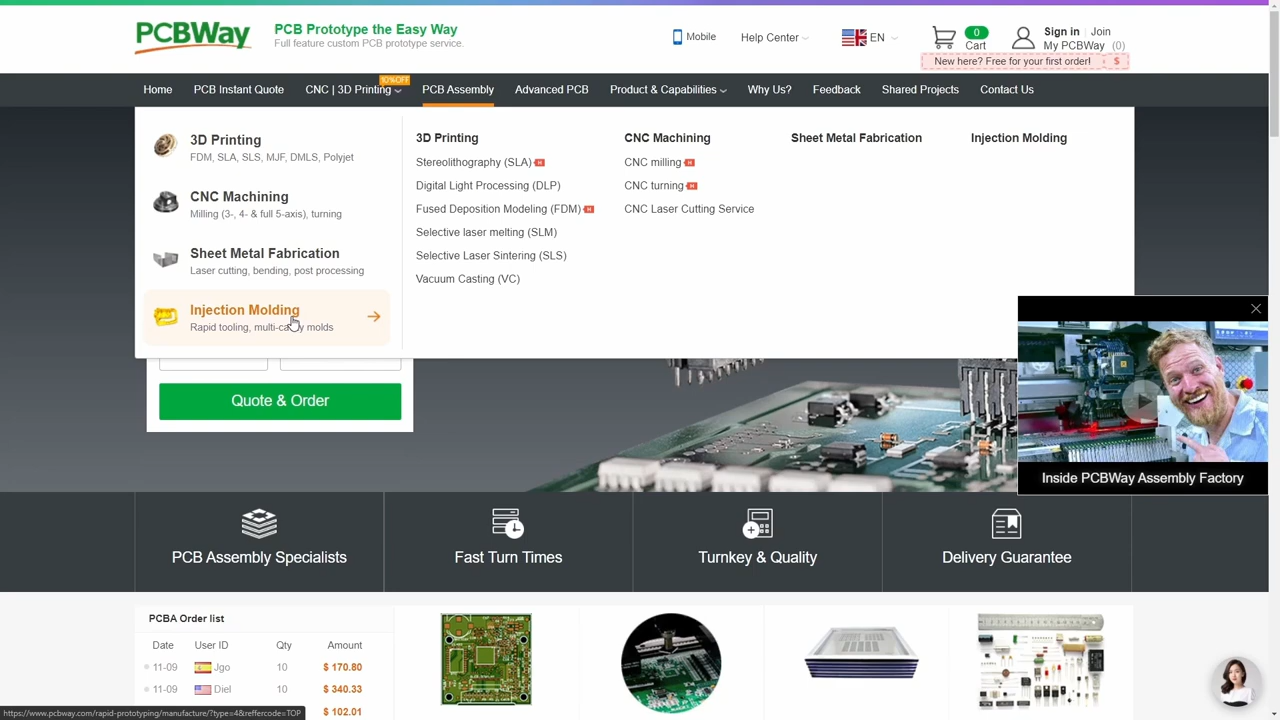 PCBWay
PCB Prototype the Easy Way
Full feature custom PCB prototype service.
Mobile
Help Center
EN
0
Cart
Sign in | Join
My PCBWay (0)
New here? Free for your first order! $
10%OFF
Home
PCB Instant Quote
CNC | 3D Printing
PCB Assembly
Advanced PCB
Product & Capabilities
Why Us?
Feedback
Shared Projects
Contact Us
3D Printing
FDM, SLA, SLS, MJF, DMLS, Polyjet
CNC Machining
Milling (3-, 4- & full 5-axis), turning
Sheet Metal Fabrication
Laser cutting, bending, post processing
Injection Molding
Rapid tooling, molds
3D Printing
Stereolithography (SLA) H
Digital Light Processing (DLP)
Fused Deposition Modeling (FDM) H
Selective laser melting (SLM)
Selective Laser Sintering (SLS)
Vacuum Casting (VC)
CNC Machining
CNC milling H
CNC turning H
CNC Laser Cutting Service
Sheet Metal Fabrication
Injection Molding
Quote & Order
Inside PCBWay Assembly Factory
PCB Assembly Specialists
Fast Turn Times
Turnkey & Quality
Delivery Guarantee
PCBA Order list
Date User ID Qty Amount
11-09 Jgo 10 $ 170.80
11-09 Diel $ 340.33
$ 102.01
https://www.pcbway.com/rapid-prototyping/manufacture/?type=4&reffercode=TOP